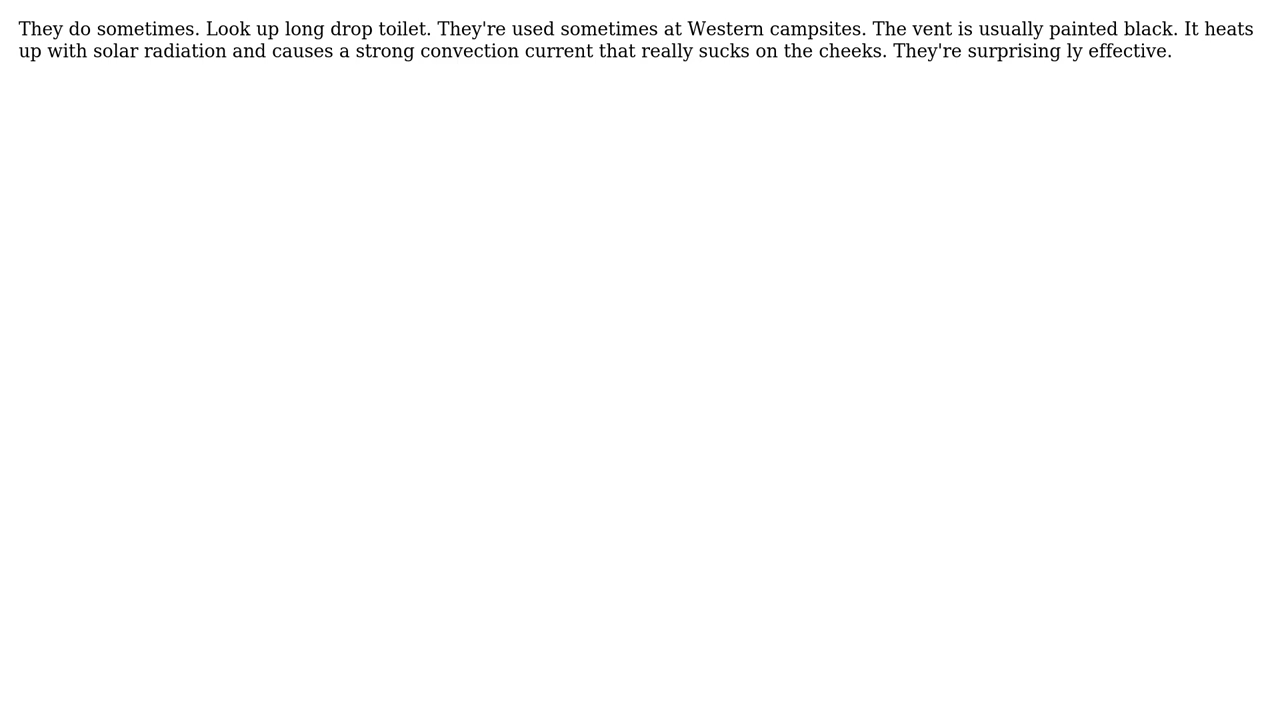 They do sometimes. Look up long drop toilet. They're used sometimes at Western campsites. The vent is usually painted black. It heats
up with solar radiation and causes a strong convection current that really sucks on the cheeks. They're surprising ly effective.